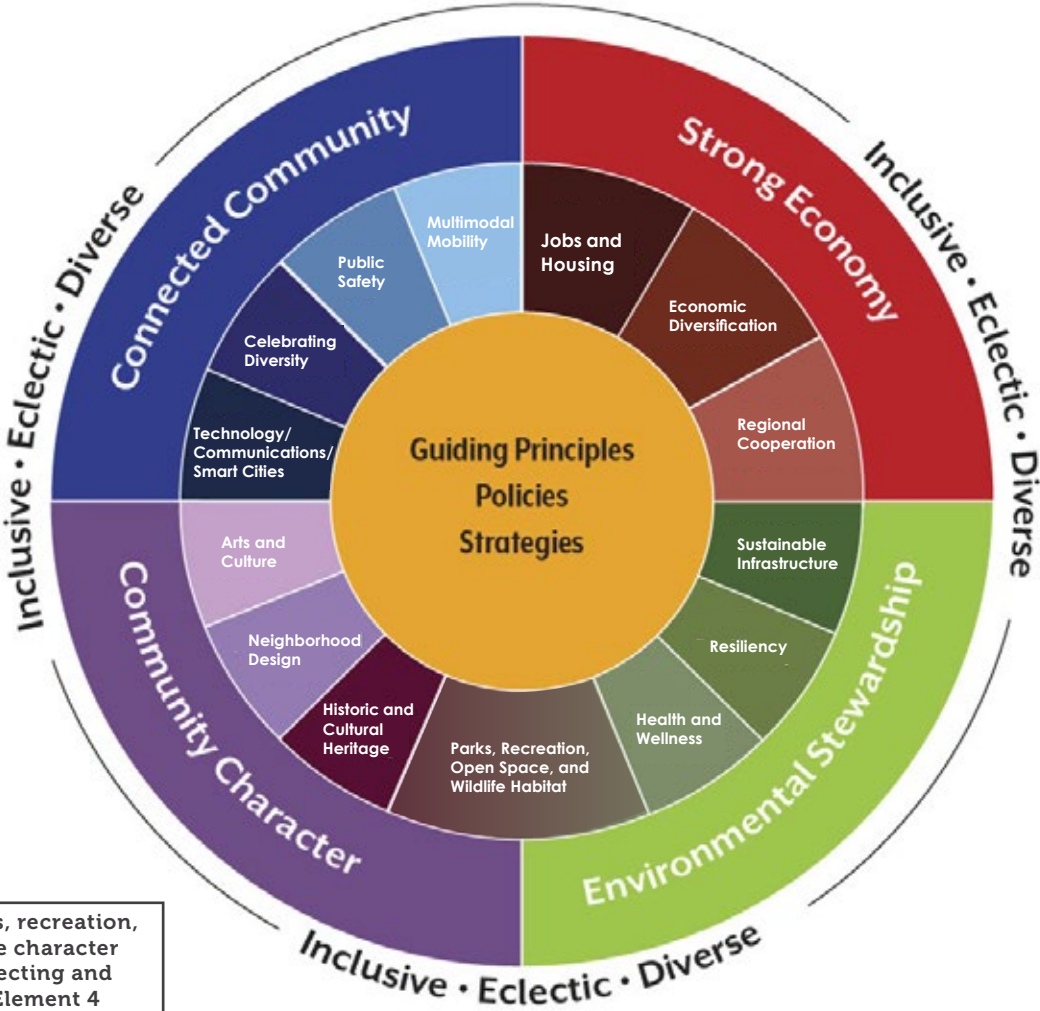 Inclusive • Eclectic • Diverse
Inclusive • Eclectic • Diverse
Inclusive • Eclectic • Diverse
Connected Community
Strong Economy
Community Character
Environmental Stewardship
Multimodal
Mobility
Public
Safety
Celebrating
Diversity
Technology/
Communications/
Smart Cities
Jobs and
Housing
Economic
Diversification
Regional
Cooperation
Guiding Principles
Policies
Strategies
Sustainable
Infrastructure
Resiliency
Health and
Wellness
Parks, Recreation,
Open Space, and
Wildlife Habitat
Historic and
Cultural
Heritage
Neighborhood
Design
Arts and
Culture
recreation,
character
and
Element 4